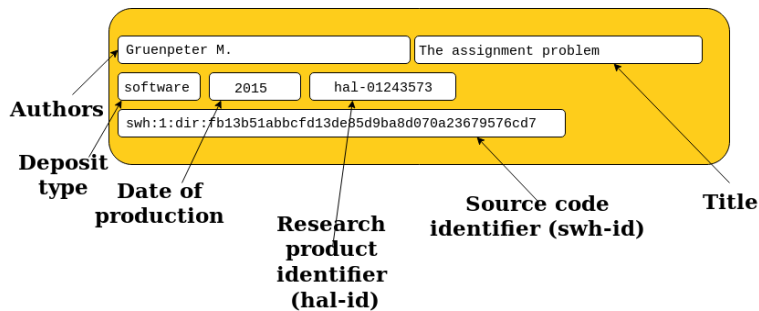 Gruenpeter M.
The assignment problem
software
2015
hal-01243573
swh:1:dir:fb13b51abbcfd13de85d9ba8d070a23679576cd7
Authors
Deposit
type
Date of
production
Research
product
identifier
(hal-id)
Source code
identifier (swh-id)
Title